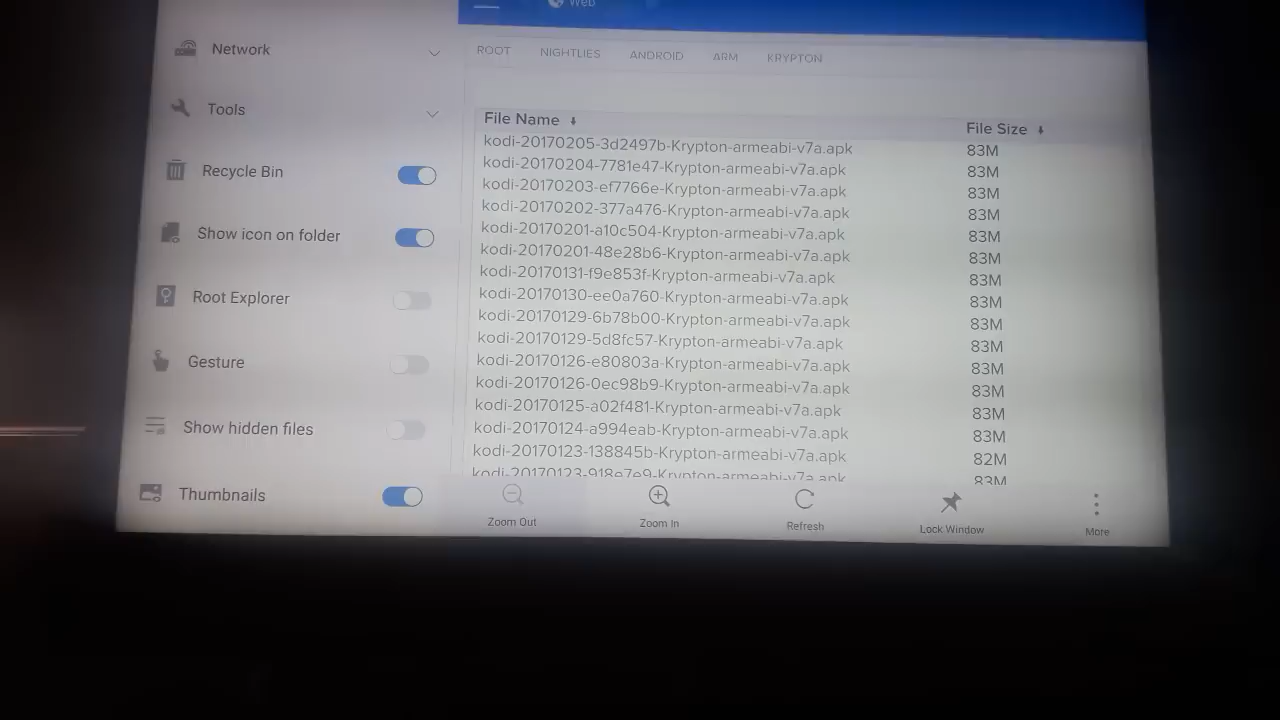 Web
ROOT NIGHTLIES ANDROID ARM KRYPTON
Network
Tools
Recycle Bin
Show icon on folder
Root Explorer
Gesture
Show hidden files
Thumbnails
File Name File Size
kodi-20170205-3d2497b-Krypton-armeabi-v7a.apk 83M
kodi-20170204-7781e47-Krypton-armeabi-v7a.apk 83M
kodi-20170203-ef7766e-Krypton-armeabi-v7a.apk 83M
kodi-20170202-377a476-Krypton-armeabi-v7a.apk 83M
kodi-20170201-a10c504-Krypton-armeabi-v7a.apk 83M
kodi-20170201-48e28b6-Krypton-armeabi-v7a.apk 83M
kodi-20170131-f9e853f-Krypton-armeabi-v7a.apk 83M
kodi-20170130-ee0a760-Krypton-armeabi-v7a.apk 83M
kodi-20170129-6b78b00-Krypton-armeabi-v7a.apk 83M
kodi-20170129-5d8fc57-Krypton-armeabi-v7a.apk 83M
kodi-20170126-e80803a-Krypton-armeabi-v7a.apk 83M
kodi-20170126-0ec98b9-Krypton-armeabi-v7a.apk 83M
kodi-20170125-a02f481-Krypton-armeabi-v7a.apk 83M
kodi-20170124-a994eab-Krypton-armeabi-v7a.apk 83M
kodi-20170123-138845b-Krypton-armeabi-v7a.apk 82M
kodi-20170123-918e7e9-Krypton-armeabi-v7a.apk 83M
Zoom Out
Zoom In
Refresh
Lock Window
More